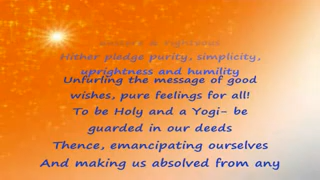 Hither pledge purity, simplicity,
uprightness and humility
Unfurling the message of good
wishes, pure feelings for all!
To be Holy and a Yogi- be
guarded in our deeds
Thence, emancipating ourselves
And making us absolved from any